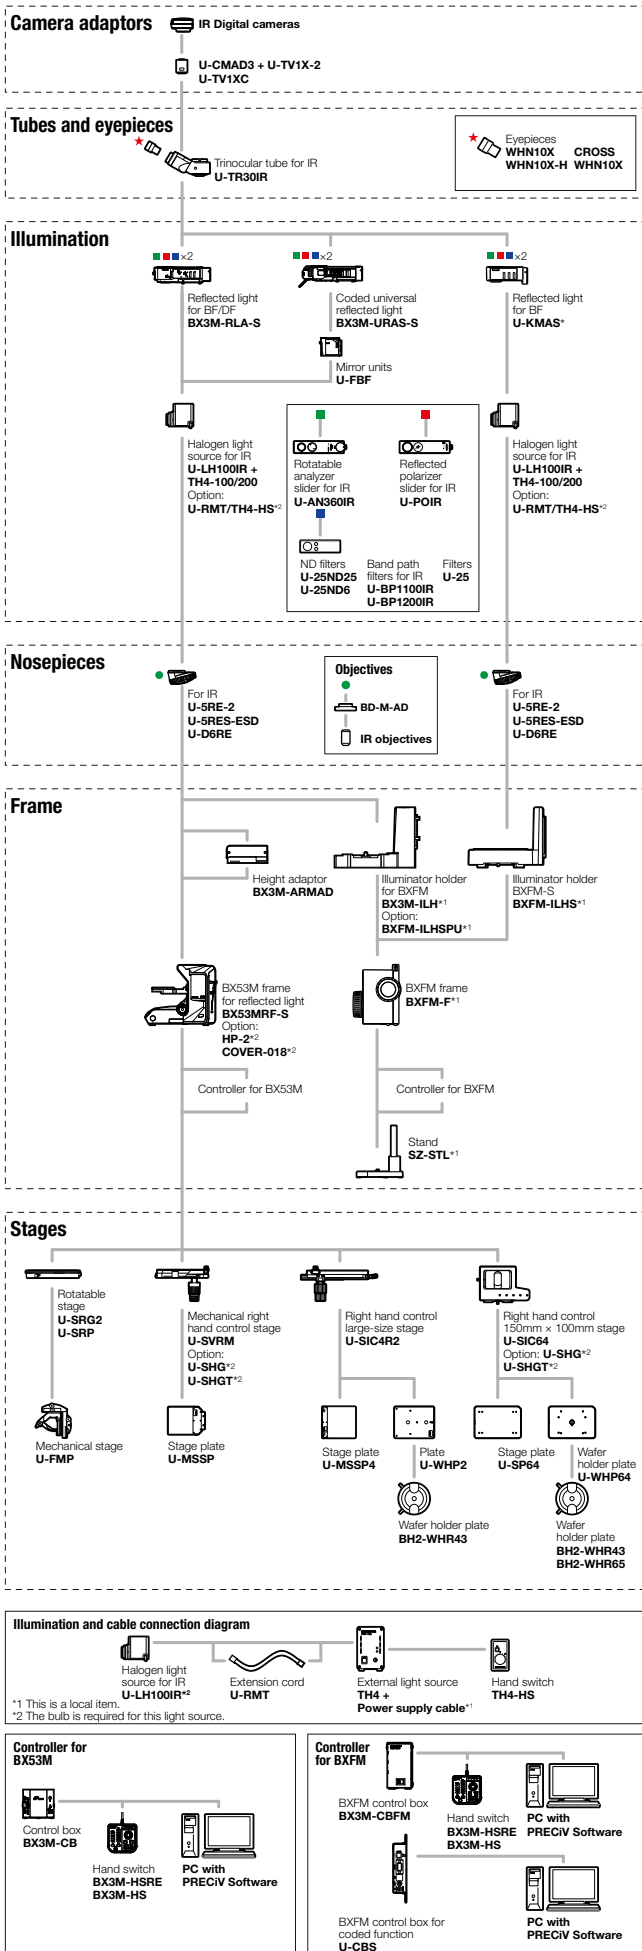 Camera adaptors
IR Digital cameras
U-CMAD3 + U-TV1X-2
U-TV1XC
Tubes and eyepieces
Trinocular tube for IR
U-TR30IR
Eyepieces
WHN10X CROSS
WHN10X-H WHN10X
Illumination
×2
Reflected light
for BF/DF
BX3M-RLA-S
×2
Coded universal
reflected light
BX3M-URAS-S
×2
Reflected light
for BF
U-KMAS*
Mirror units
U-FBF
Halogen light
source for IR
U-LH100IR +
TH4-100/200
Option:
U-RMT/TH4-HS*2
Rotatable
analyzer
slider for IR
U-AN360IR
Reflected
polarizer
slider for IR
U-POIR
ND filters
U-25ND25
U-25ND6
Band path
filters for IR
U-BP1100IR
U-BP1200IR
Filters
U-25
Halogen light
source for IR
U-LH100IR +
TH4-100/200
Option:
U-RMT/TH4-HS*2
Nosepieces
For IR
U-5RE-2
U-5RES-ESD
U-D6RE
Objectives
BD-M-AD
IR objectives
For IR
U-5RE-2
U-5RES-ESD
U-D6RE
Frame
Height adaptor
BX3M-ARMAD
Illuminator holder
for BXFM
BX3M-ILH*1
Option:
BXFM-ILHSPU*1
Illuminator holder
BXFM-S
BXFM-ILHS*1
BX53M frame
for reflected light
BX53MRF-S
Option:
HP-2*2
COVER-018*2
BXFM frame
BXFM-F*1
Controller for BX53M
Controller for BXFM
Stand
SZ-STL*1
Stages
Rotatable
stage
U-SRG2
U-SRP
Mechanical right
hand control stage
U-SVRM
Option:
U-SHG*2
U-SHGT*2
Right hand control
large-size stage
U-SIC4R2
Right hand control
150mm × 100mm stage
U-SIC64
Option: U-SHG*2
U-SHGT*2
Mechanical stage
U-FMP
Stage plate
U-MSSP
Stage plate
U-MSSP4
Plate
U-WHP2
Stage plate
U-SP64
Wafer
holder plate
U-WHP64
Wafer holder plate
BH2-WHR43
Wafer
holder plate
BH2-WHR43
BH2-WHR65
Illumination and cable connection diagram
Halogen light
source for IR
U-LH100IR*2
Extension cord
U-RMT
External light source
TH4 +
Power supply cable*1
Hand switch
TH4-HS
*1 This is a local item.
*2 The bulb is required for this light source.
Controller for
BX53M
Control box
BX3M-CB
Hand switch
BX3M-HSRE
BX3M-HS
PC with
PRECiV Software
Controller
for BXFM
BXFM control box
BX3M-CBFM
Hand switch
BX3M-HSRE
BX3M-HS
PC with
PRECiV Software
BXFM control box for
coded function
U-CBS
PC with
PRECiV Software